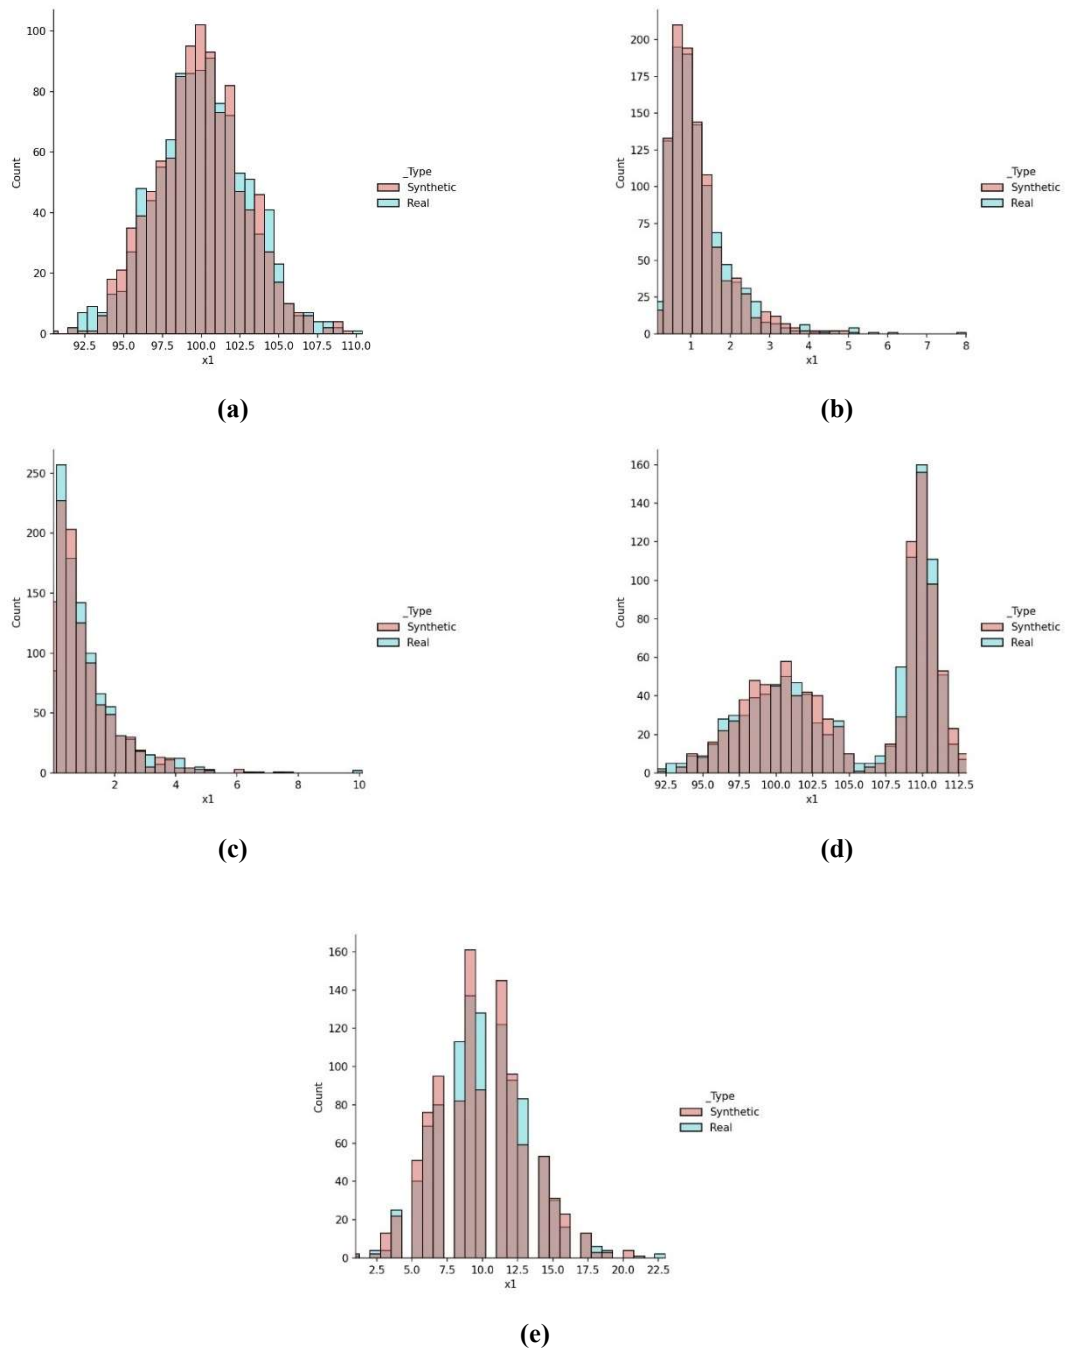 100
80
60
40
20
0
Count
92.5 95.0 97.5 100.0 102.5 105.0 107.5 110.0
x1
_Type
Synthetic
Real
(a)
200
175
150
125
100
75
50
25
0
Count
1 2 3 4 5 6 7 8
x1
_Type
Synthetic
Real
(b)
250
200
150
100
50
0
Count
2 4 6 8 10
x1
_Type
Synthetic
Real
(c)
160
140
120
100
80
60
40
20
0
Count
92.5 95.0 97.5 100.0 102.5 105.0 107.5 110.0 112.5
x1
_Type
Synthetic
Real
(d)
160
140
120
100
80
60
40
20
0
Count
2.5 5.0 7.5 10.0 12.5 15.0 17.5 20.0 22.5
x1
_Type
Synthetic
Real
(e)